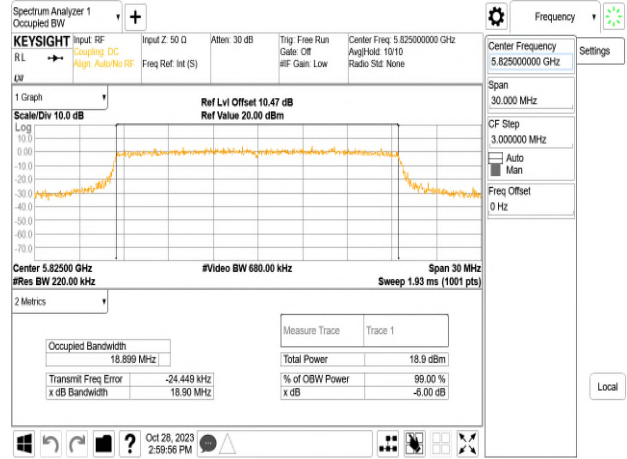 Spectrum Analyzer 1
Occupied BW
+
Frequency
KEYSIGHT
RL
Input: RF
Coupling: DC
Align: Auto/No RF
Input Z: 50 Ω
Freq Ref: Int (S)
Atten: 30 dB
Trig: Free Run
Gate: Off
#IF Gain: Low
Center Freq: 5.825000000 GHz
Avg|Hold: 10/10
Radio Std: None
Center Frequency
5.825000000 GHz
Settings
Span
30.000 MHz
CF Step
3.000000 MHz
Auto
Man
Freq Offset
0 Hz
Local
1 Graph
Scale/Div 10.0 dB
Ref Lvl Offset 10.47 dB
Ref Value 20.00 dBm
Log
10.0
0.00
-10.0
-20.0
-30.0
-40.0
-50.0
-60.0
-70.0
Center 5.82500 GHz
#Video BW 680.00 kHz
Span 30 MHz
#Res BW 220.00 kHz
Sweep 1.93 ms (1001 pts)
2 Metrics
Measure Trace
Trace 1
Occupied Bandwidth
18.899 MHz
Total Power
18.9 dBm
Transmit Freq Error
-24.449 kHz
% of OBW Power
99.00 %
x dB Bandwidth
18.90 MHz
x dB
-6.00 dB
?
Oct 28, 2023
2:59:56 PM